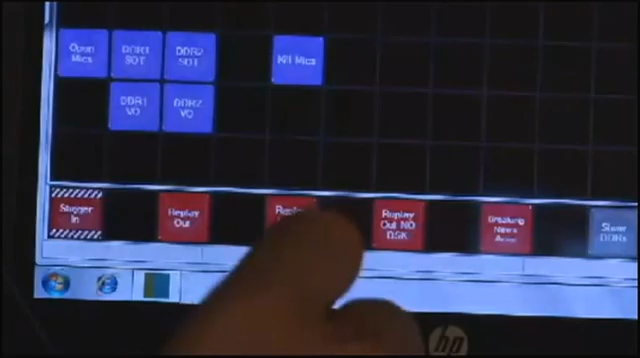 Open
Mics
DDR1
SOT
DDR2
SOT
Kill Mics
DDR1
VO
DDR2
VO
Stagger
In
Replay
Out
Replay
Out NO
DSK
Breaking
News
DDRs
hp